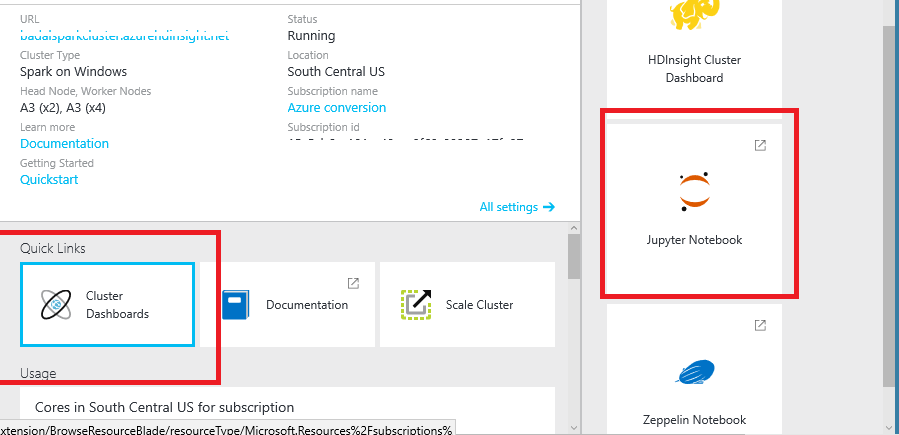 URL
Status
badalsparkcluster.azurehdinsight.net
Running
Cluster Type
Location
Spark on Windows
South Central US
Head Node, Worker Nodes
Subscription name
A3 (x2), A3 (x4)
Azure conversion
Learn more
Subscription id
Documentation
Getting Started
Quickstart
All settings →
Quick Links
Cluster
Dashboards
Documentation
Scale Cluster
Usage
Cores in South Central US for subscription
xtension/BrowseResourceBlade/resourceType/Microsoft.Resources%2Fsubscriptions%
HDInsight Cluster
Dashboard
Jupyter Notebook
Zeppelin Notebook